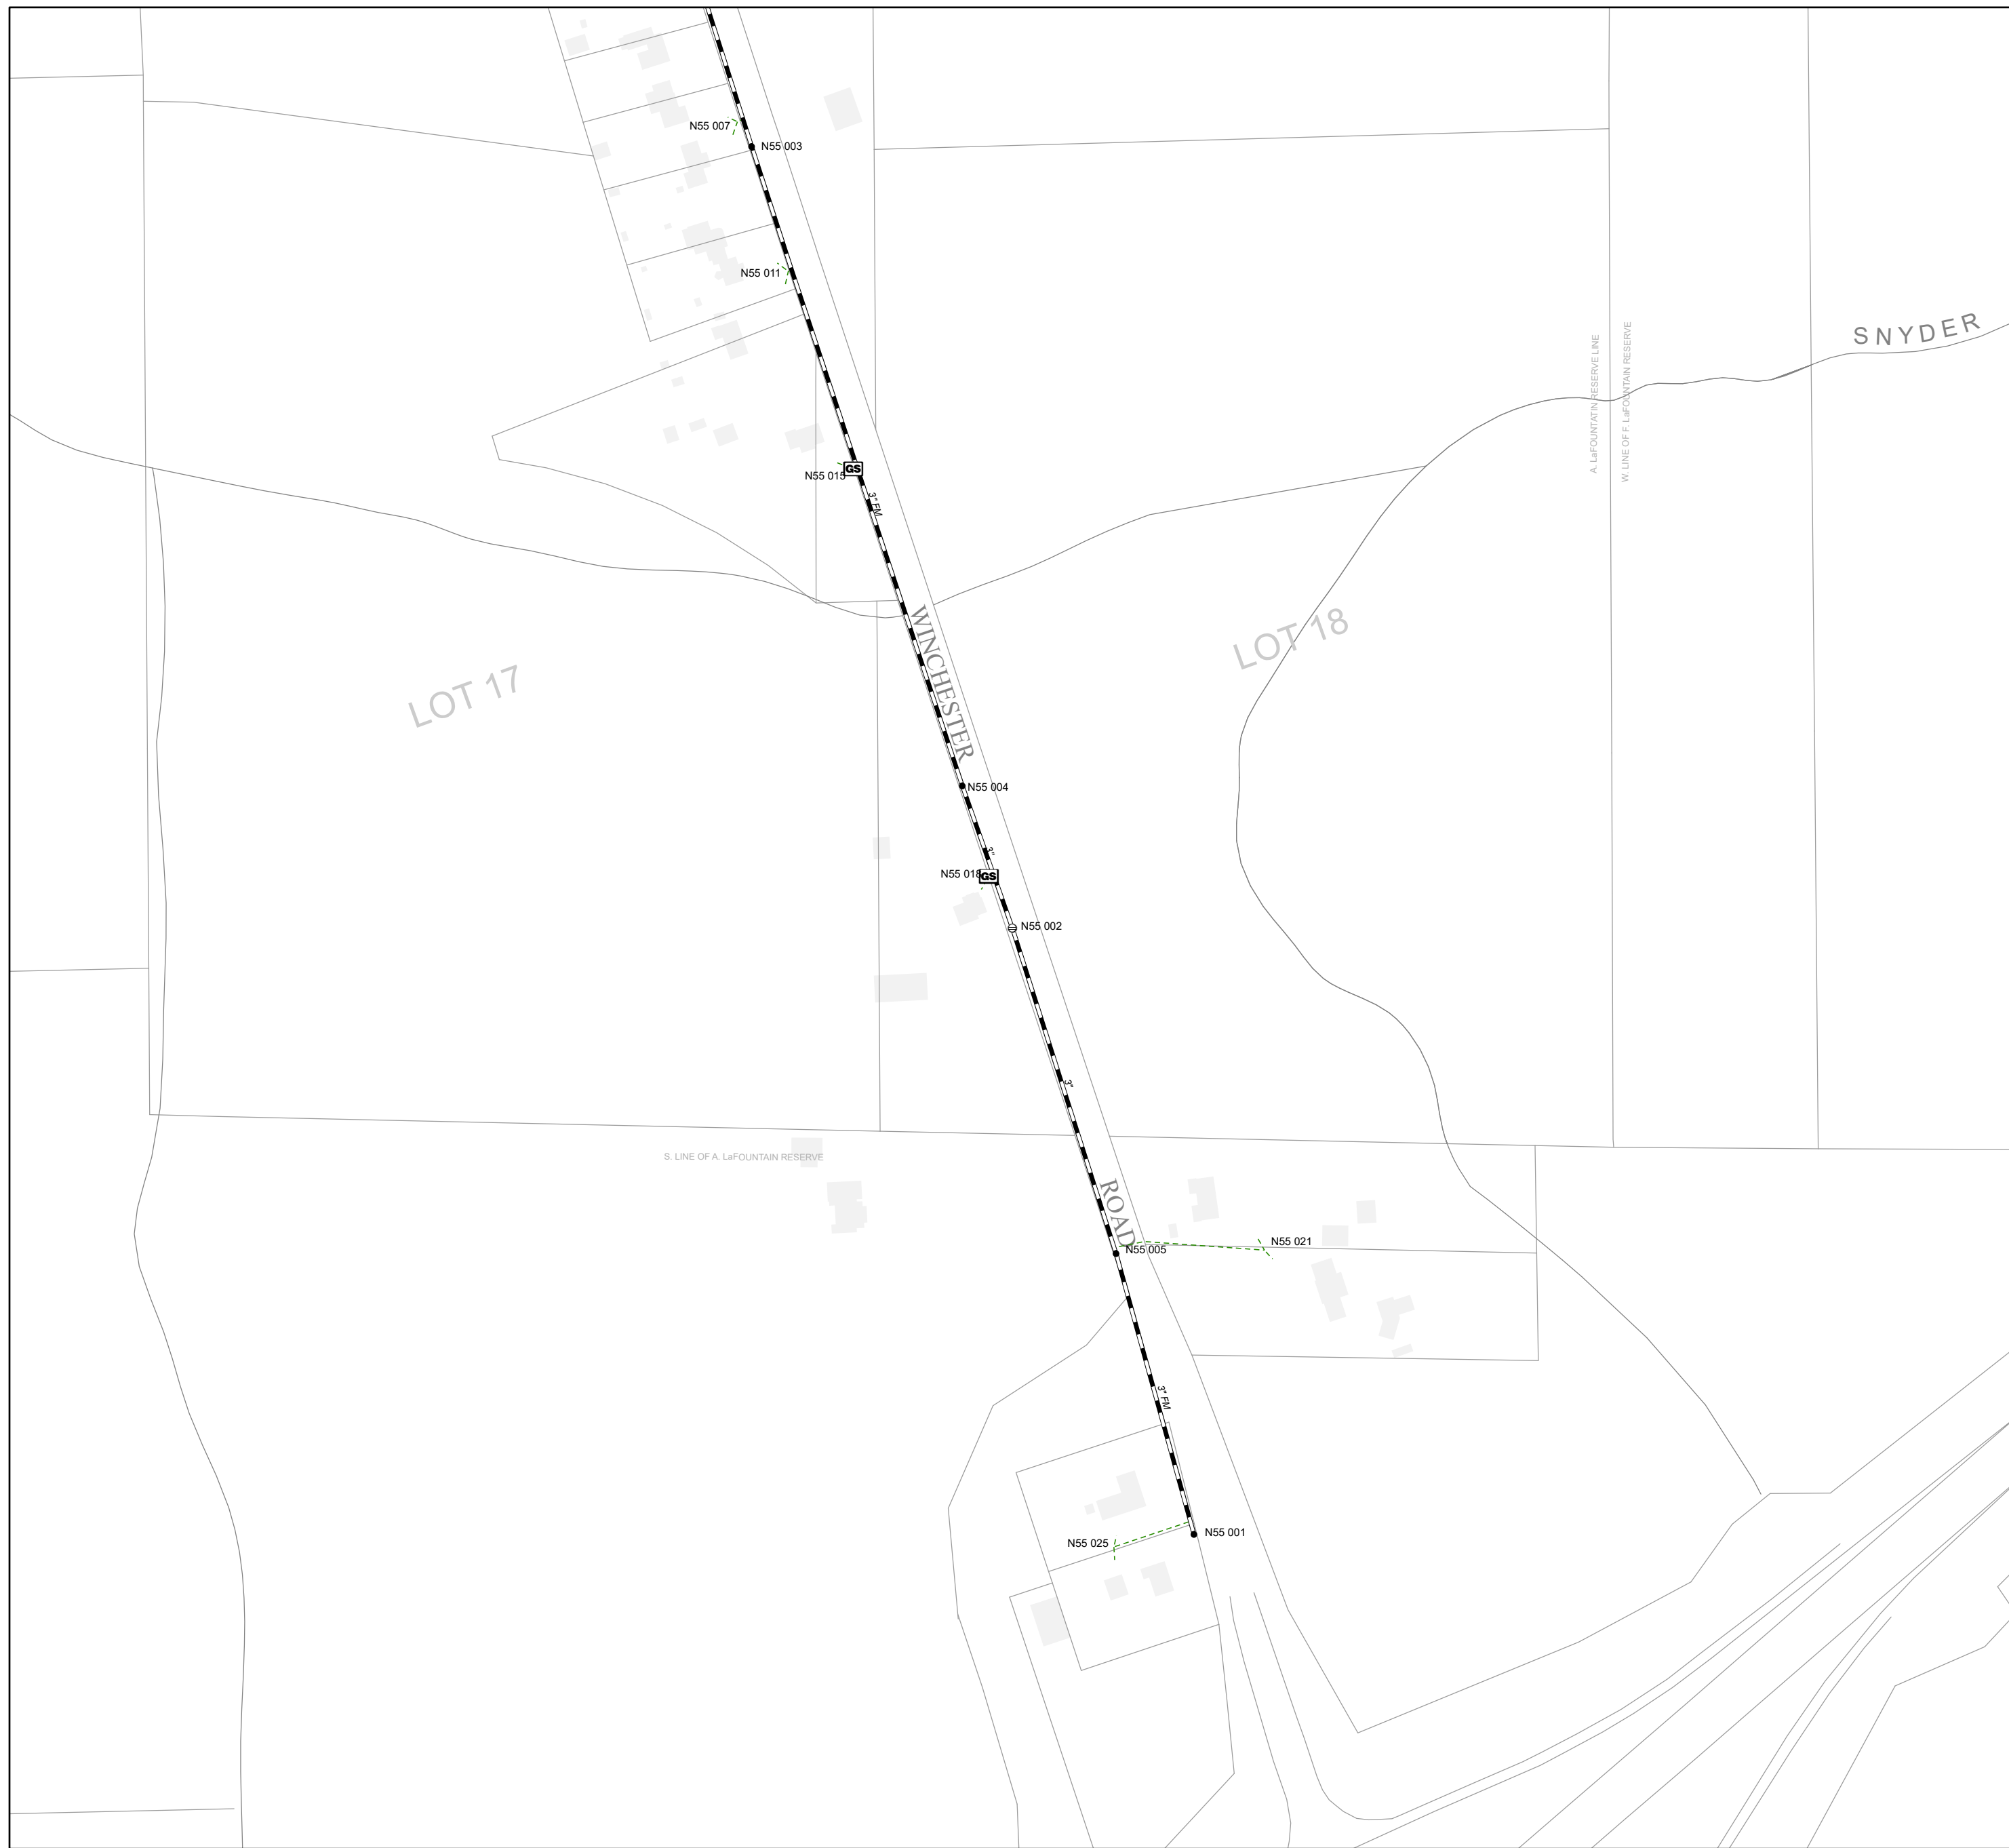 N55 007
N55 003
N55 011
SNYDER
A. LaFOUNTATIN RESERVE LINE
W. LINE OF F. LaFOUNTAIN RESERVE
GS
N55 015
3" FM
WINCHESTER
LOT 18
LOT 17
N55 004
3"
N55 018
GS
N55 002
3"
S. LINE OF A. LaFOUNTAIN RESERVE
ROAD
N55 021
N55 005
3" FM
N55 001
N55 025